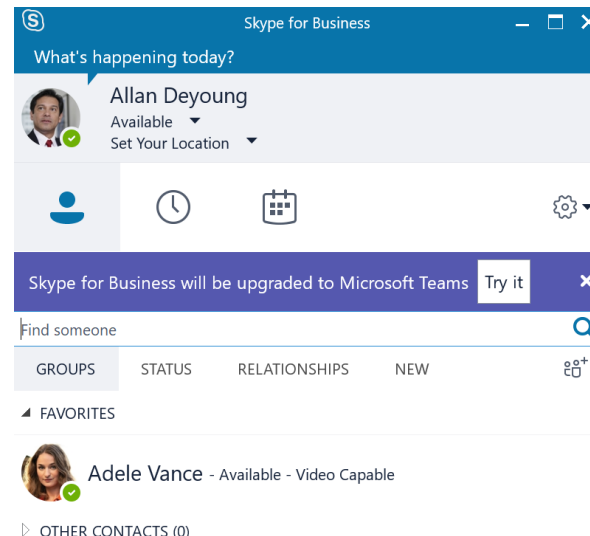 Skype for Business
What's happening today?
Allan Deyoung
Available
Set Your Location
Skype for Business will be upgraded to Microsoft Teams Try it
Find someone
GROUPS STATUS RELATIONSHIPS NEW
FAVORITES
Adele Vance - Available - Video Capable
OTHER CONTACTS (0)